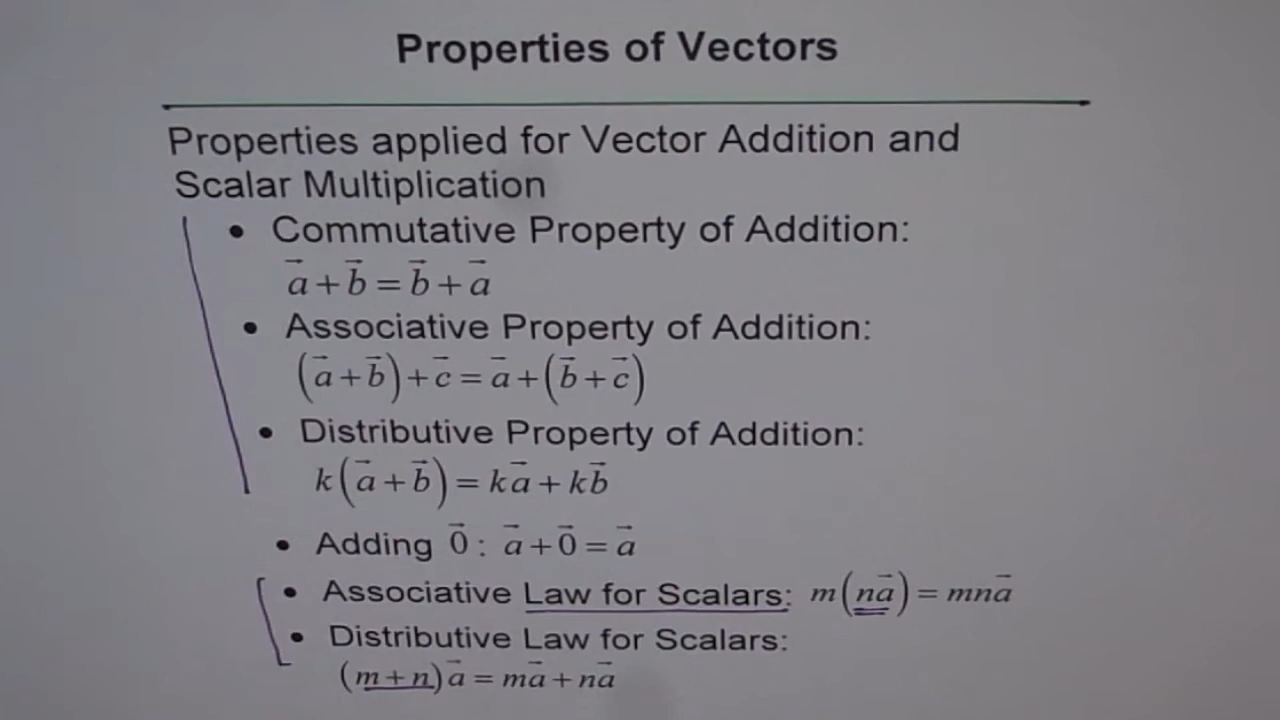 Properties of Vectors
Properties applied for Vector Addition and
Scalar Multiplication
• Commutative Property of Addition:
a⃗ + b⃗ = b⃗ + a⃗
• Associative Property of Addition:
(a⃗ + b⃗) + c⃗ = a⃗ + (b⃗ + c⃗)
• Distributive Property of Addition:
k(a⃗ + b⃗) = ka⃗ + kb⃗
• Adding 0⃗ : a⃗ + 0⃗ = a⃗
• Associative Law for Scalars: m(na⃗) = mna⃗
• Distributive Law for Scalars:
(m + n)a⃗ = ma⃗ + na⃗